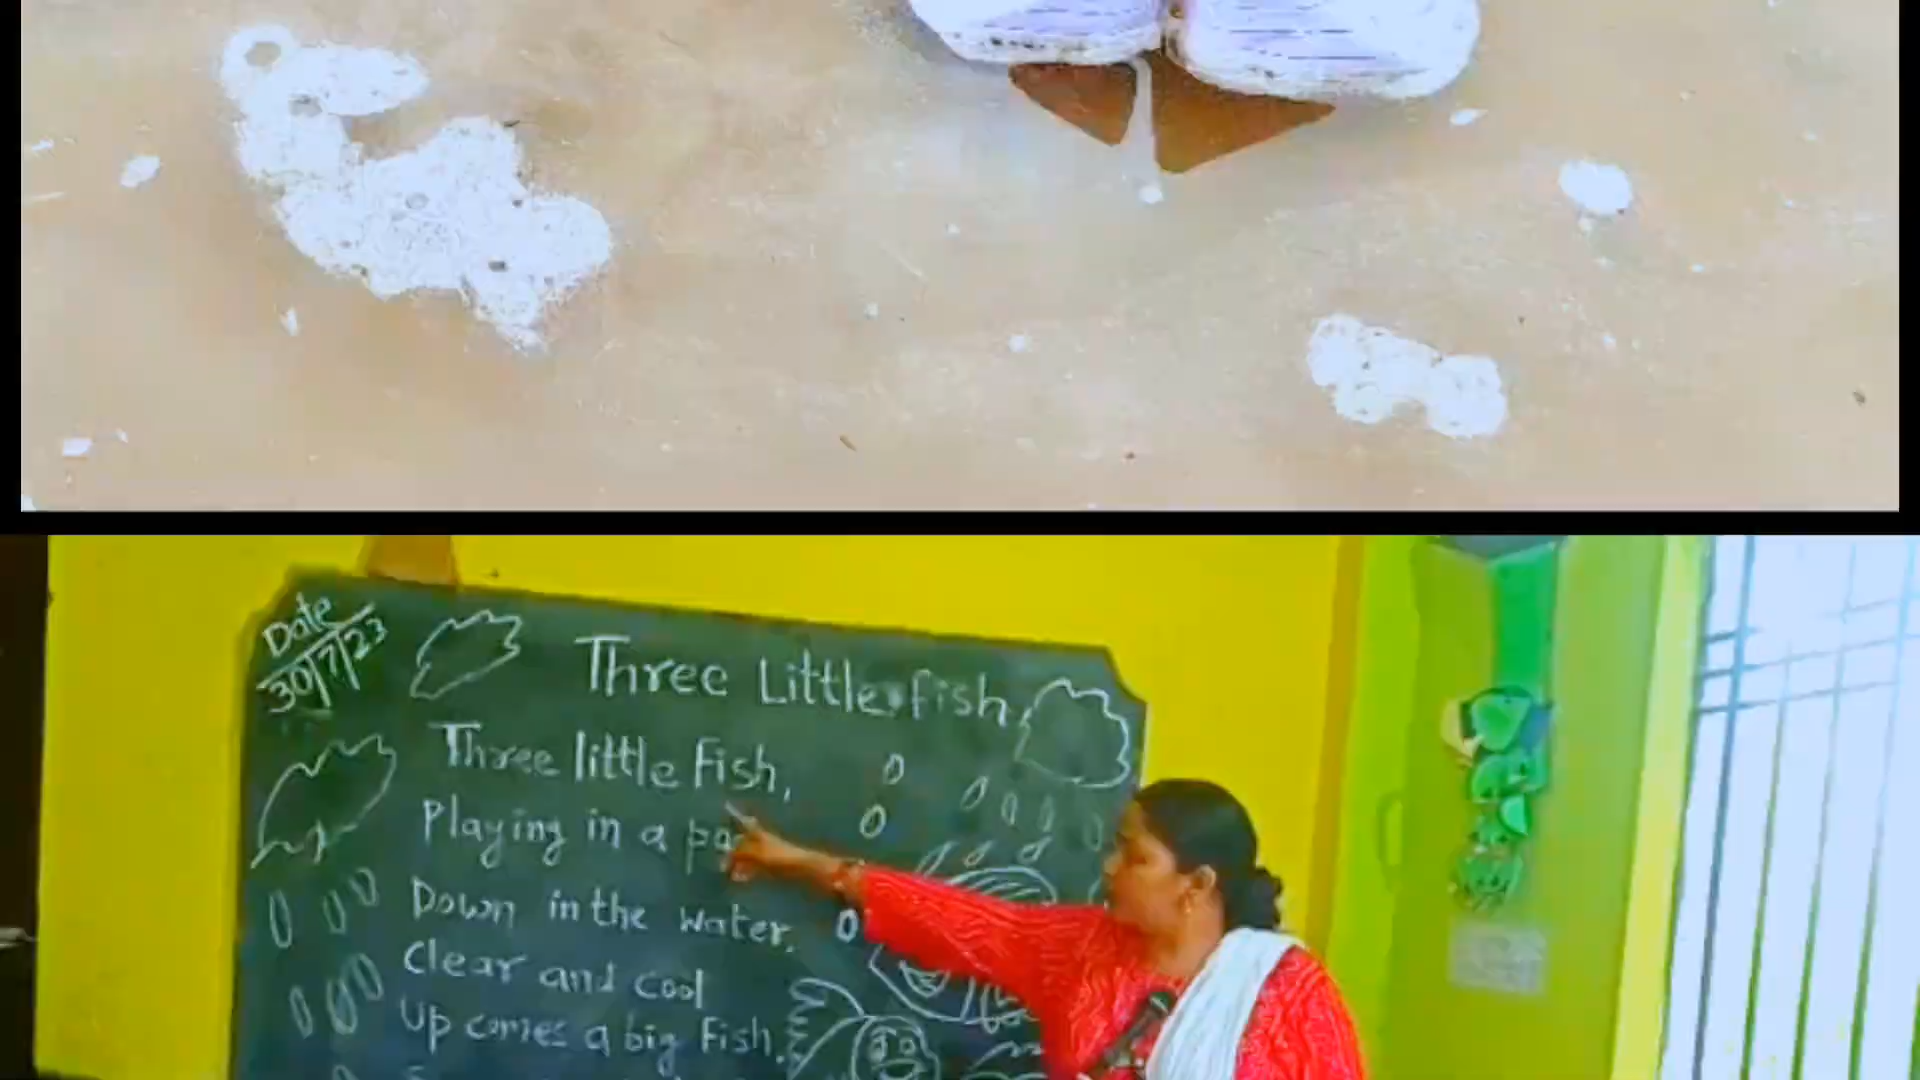 Date
30/7/23
Three Little fish,
Three little Fish,
Playing in a
Down in the water.
Clear and cool
Up comes a big Fish.